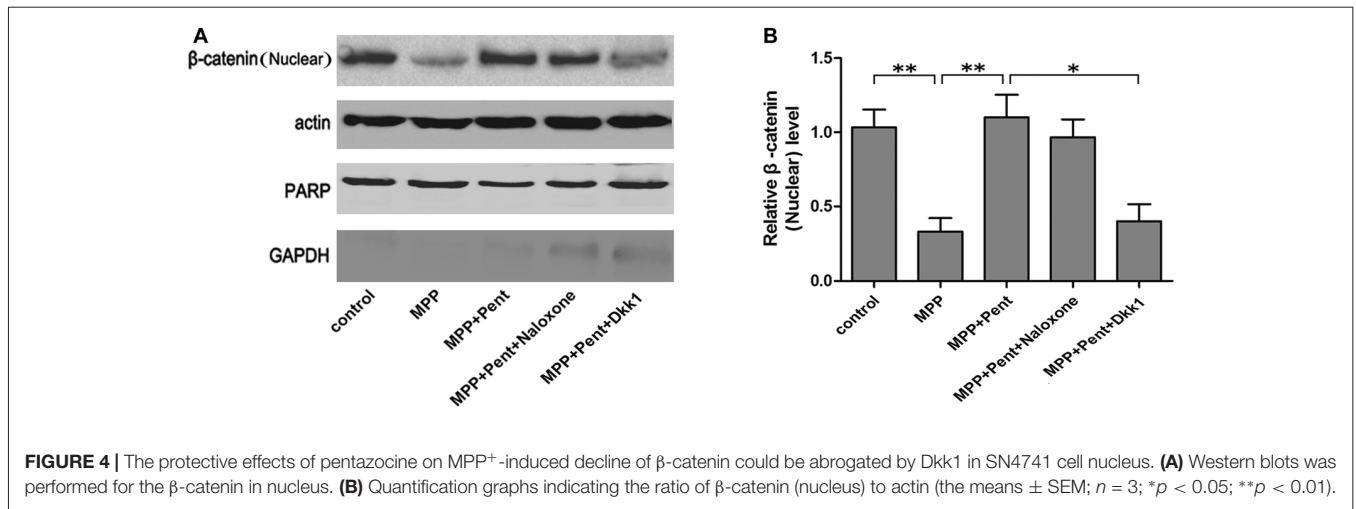 A
β-catenin(Nuclear)
actin
PARP
GAPDH
control
MPP
MPP+Pent
MPP+Pent+Naloxone
MPP+Pent+Dkk1
B
Relative β -catenin
(Nuclear) level
1.5
1.0
0.5
0.0
**
**
*
control
MPP
MPP+Pent
MPP+Pent+Naloxone
MPP+Pent+Dkk1
FIGURE 4 | The protective effects of pentazocine on MPP⁺-induced decline of β-catenin could be abrogated by Dkk1 in SN4741 cell nucleus. (A) Western blots was
performed for the β-catenin in nucleus. (B) Quantification graphs indicating the ratio of β-catenin (nucleus) to actin (the means ± SEM; n = 3; *p < 0.05; **p < 0.01).